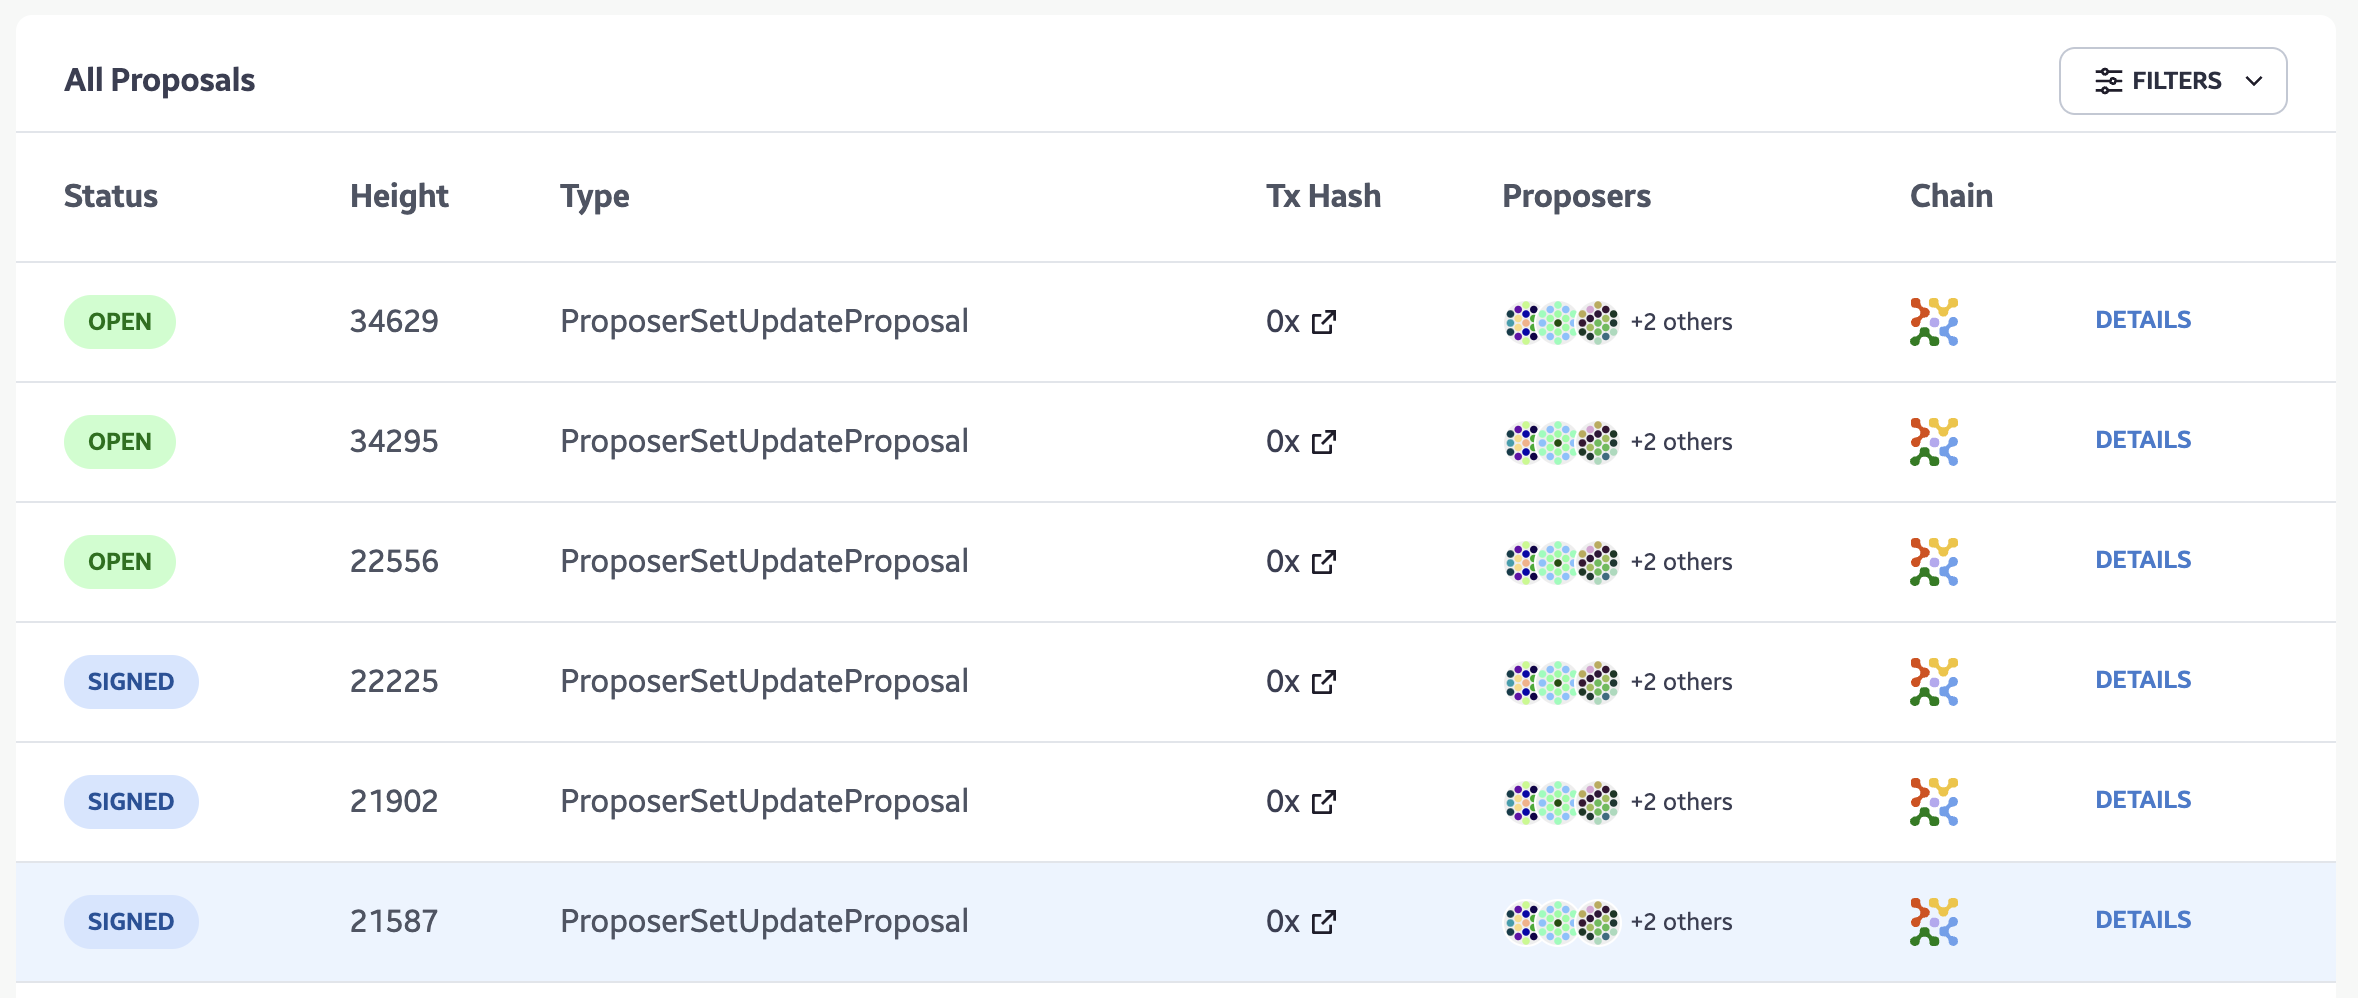 All Proposals
FILTERS
Status Height Type Tx Hash Proposers Chain
OPEN 34629 ProposerSetUpdateProposal 0x +2 others DETAILS
OPEN 34295 ProposerSetUpdateProposal 0x +2 others DETAILS
OPEN 22556 ProposerSetUpdateProposal 0x +2 others DETAILS
SIGNED 22225 ProposerSetUpdateProposal 0x +2 others DETAILS
SIGNED 21902 ProposerSetUpdateProposal 0x +2 others DETAILS
SIGNED 21587 ProposerSetUpdateProposal 0x +2 others DETAILS